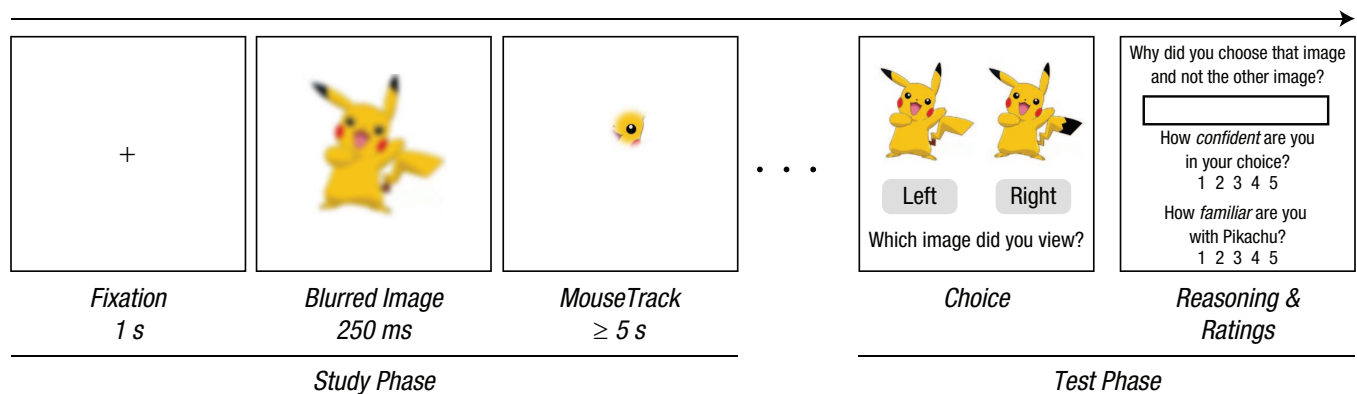 +
. . .
Left
Right
Which image did you view?
Why did you choose that image
and not the other image?
How confident are you
in your choice?
1 2 3 4 5
How familiar are you
with Pikachu?
1 2 3 4 5
Fixation
1 s
Blurred Image
250 ms
MouseTrack
≥ 5 s
Choice
Reasoning &
Ratings
Study Phase
Test Phase